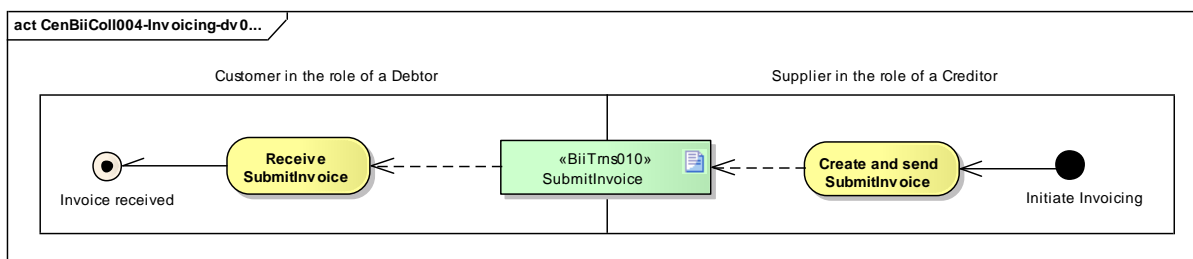 act CenBiiColl004-Invoicing-dv0...
Customer in the role of a Debtor
Supplier in the role of a Creditor
Receive
SubmitInvoice
«BiiTrns010»
SubmitInvoice
Create and send
SubmitInvoice
Invoice received
Initiate Invoicing